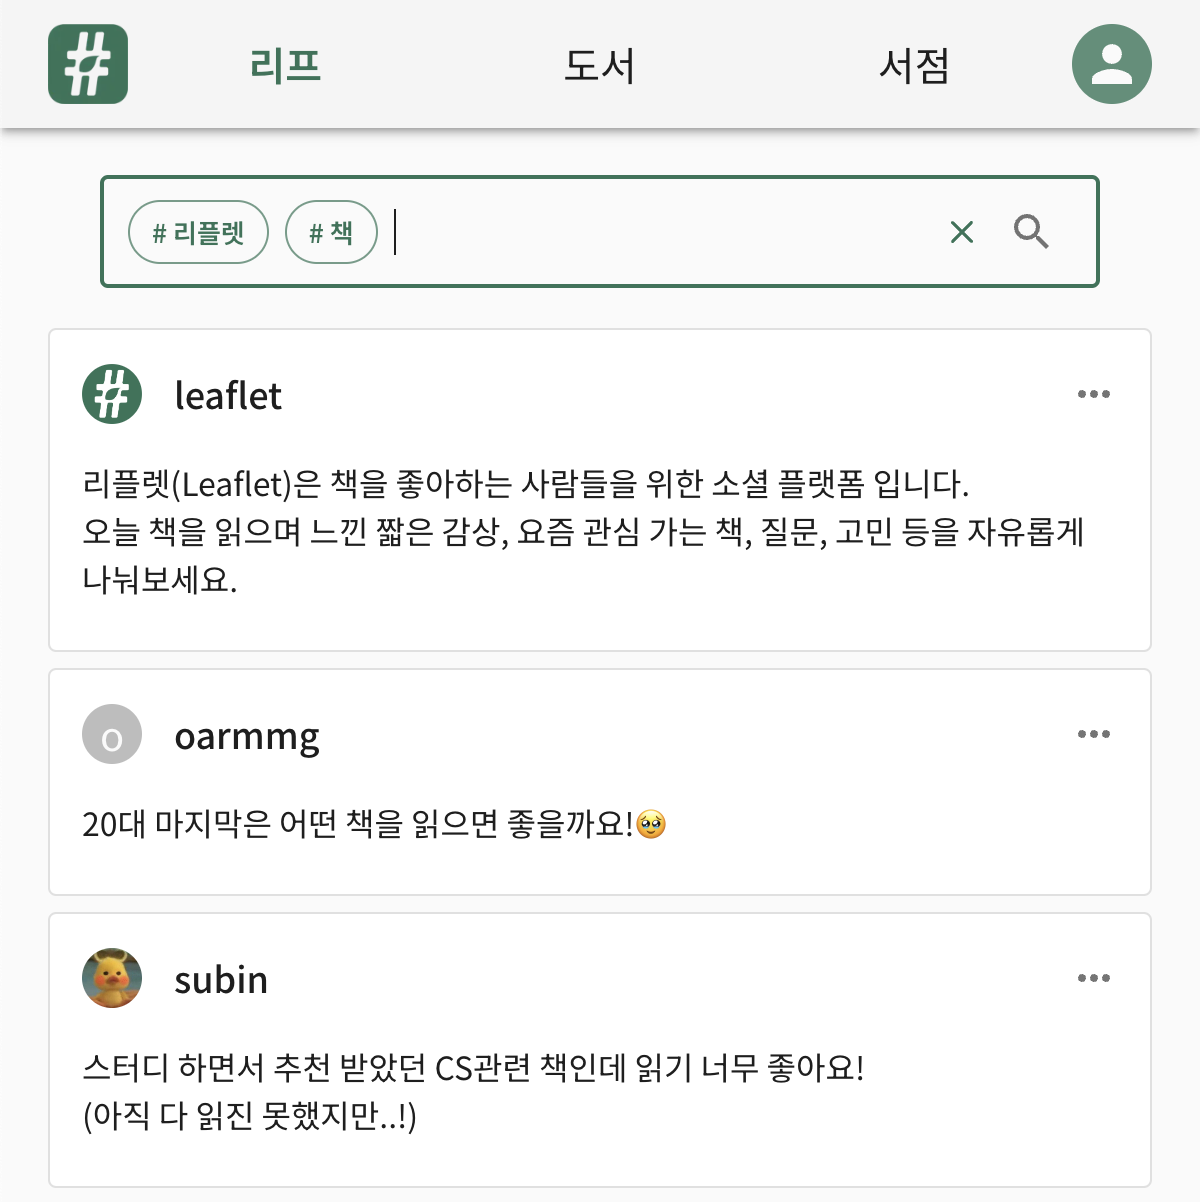 리프 도서 서점
# 리플렛 # 책
leaflet
리플렛(Leaflet)은 책을 좋아하는 사람들을 위한 소셜 플랫폼 입니다.
오늘 책을 읽으며 느낀 짧은 감상, 요즘 관심 가는 책, 질문, 고민 등을 자유롭게
나눠보세요.
o
oarmmg
20대 마지막은 어떤 책을 읽으면 좋을까요!🥹
subin
스터디 하면서 추천 받았던 CS관련 책인데 읽기 너무 좋아요!
(아직 다 읽진 못했지만..!)